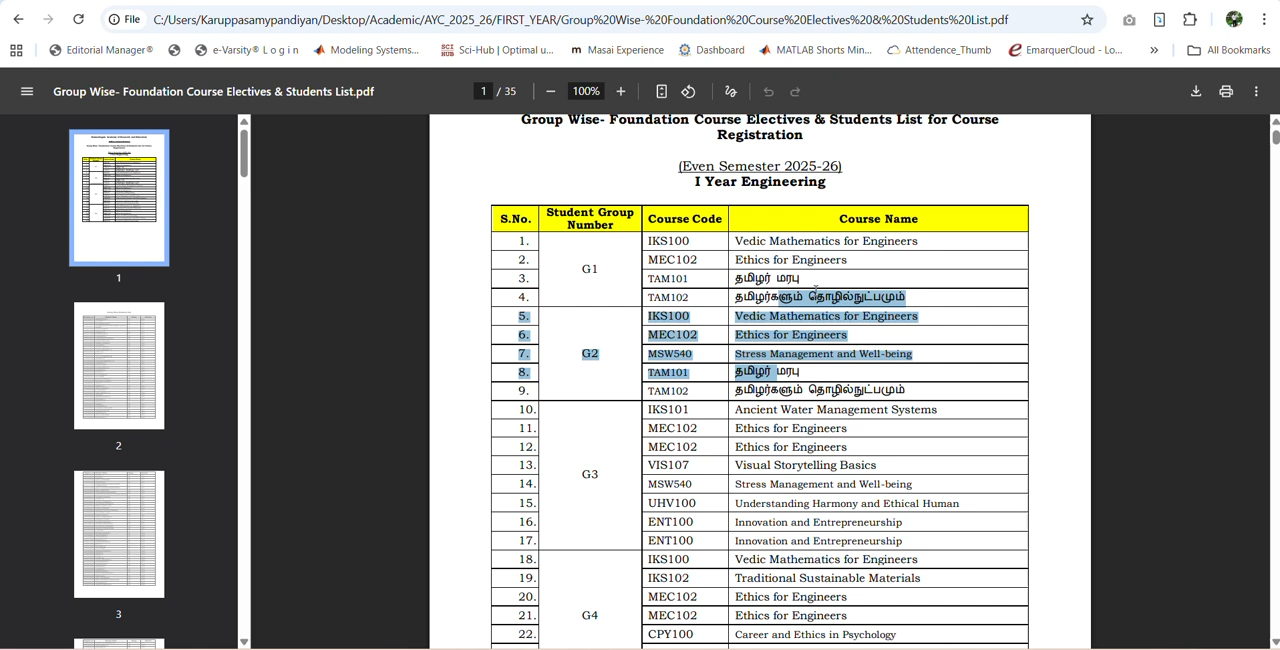 File
C:/Users/Karuppasamypandiyan/Desktop/Academic/AYC_2025_26/FIRST_YEAR/Group%20Wise-%20Foundation%20Course%20Electives%20&%20Students%20List.pdf
Editorial Manager®
e-Varsity® L o g i n
Modeling Systems...
SCI HUB Sci-Hub | Optimal u...
m Masai Experience
Dashboard
MATLAB Shorts Min...
Attendence_Thumb
EmarquerCloud - Lo...
»
All Bookmarks
Group Wise- Foundation Course Electives & Students List.pdf
1 / 35
100%
1
2
3
Group Wise- Foundation Course Electives & Students List for Course
Registration
(Even Semester 2025-26)
I Year Engineering
S.No. Student Group Number Course Code Course Name
1. IKS100 Vedic Mathematics for Engineers
2. MEC102 Ethics for Engineers
G1
3. TAM101 தமிழர் மரபு
4. TAM102 தமிழர்களும் தொழில்நுட்பமும்
5. IKS100 Vedic Mathematics for Engineers
6. MEC102 Ethics for Engineers
7. G2 MSW540 Stress Management and Well-being
8. TAM101 தமிழர் மரபு
9. TAM102 தமிழர்களும் தொழில்நுட்பமும்
10. IKS101 Ancient Water Management Systems
11. MEC102 Ethics for Engineers
12. MEC102 Ethics for Engineers
13. VIS107 Visual Storytelling Basics
G3
14. MSW540 Stress Management and Well-being
15. UHV100 Understanding Harmony and Ethical Human
16. ENT100 Innovation and Entrepreneurship
17. ENT100 Innovation and Entrepreneurship
18. IKS100 Vedic Mathematics for Engineers
19. IKS102 Traditional Sustainable Materials
20. MEC102 Ethics for Engineers
21. G4 MEC102 Ethics for Engineers
22. CPY100 Career and Ethics in Psychology